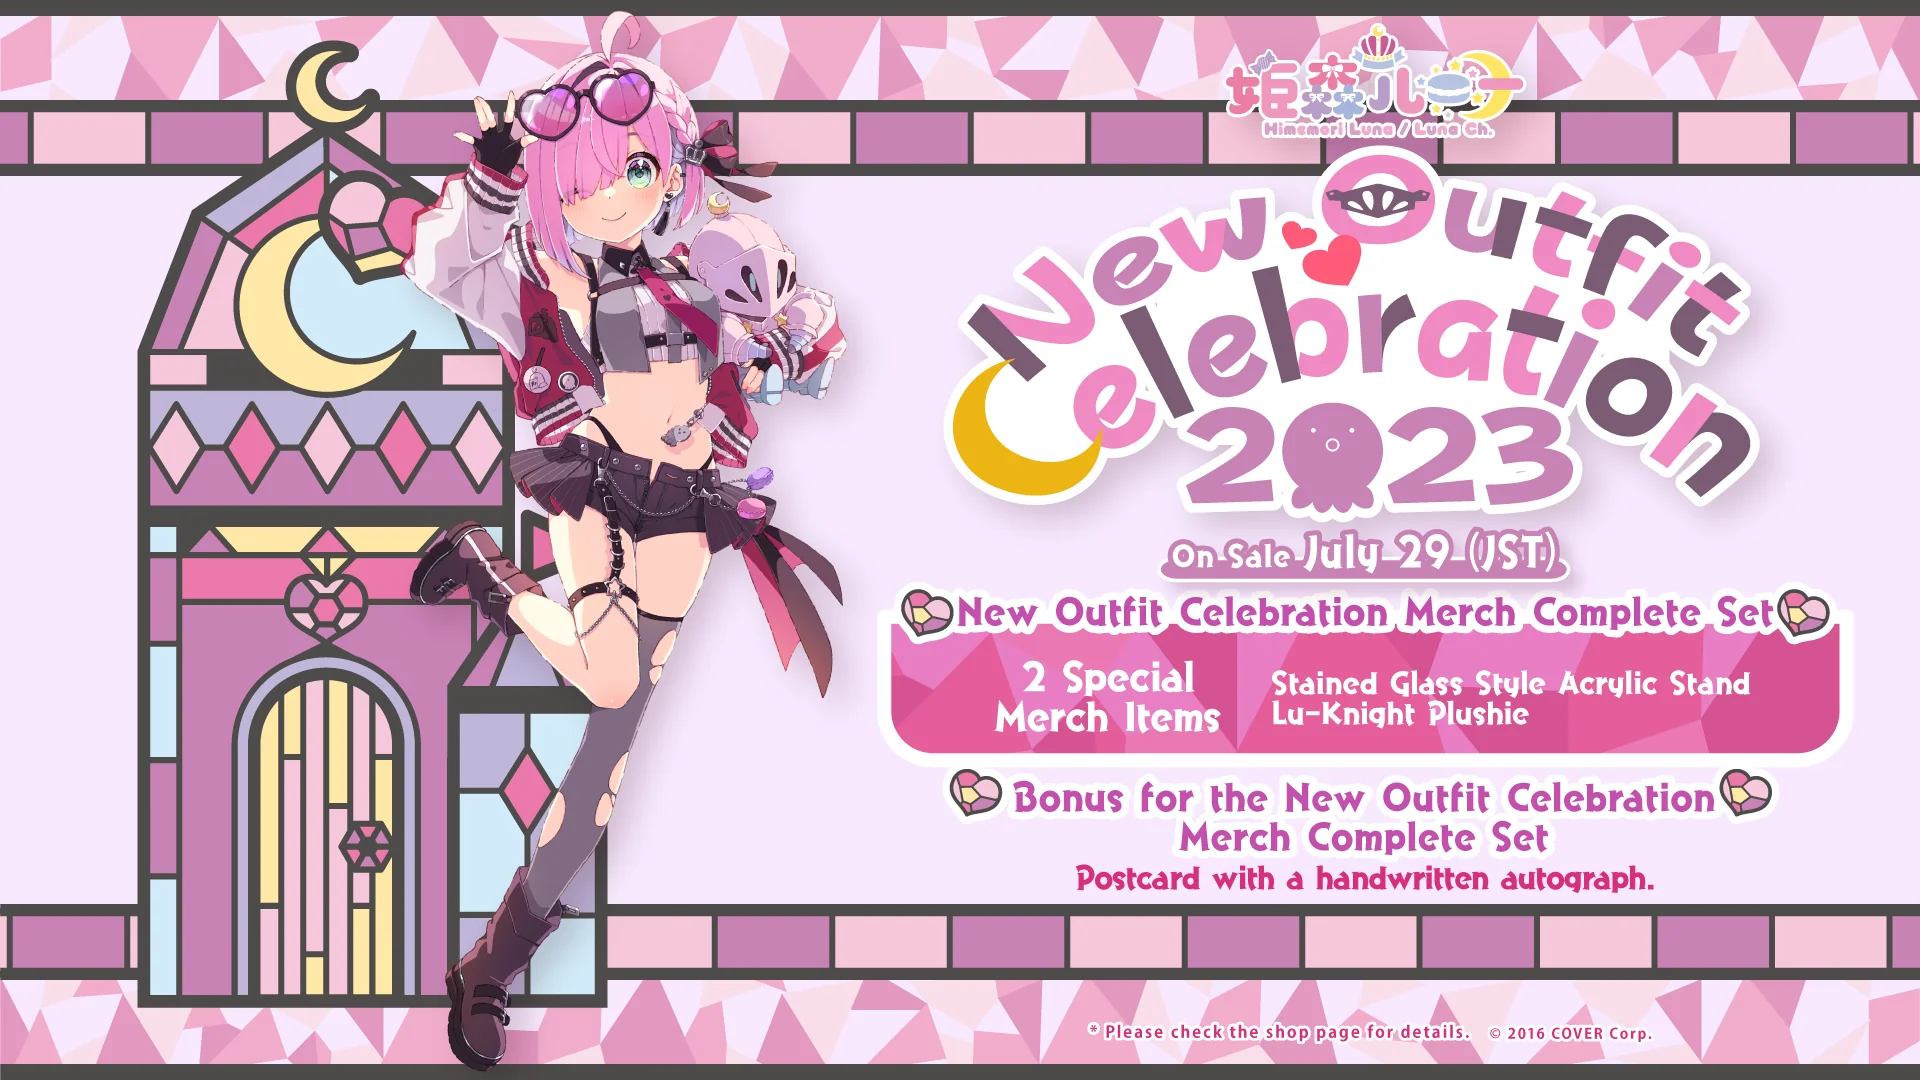 姫森ルーナ
Himemori Luna / Luna Ch.
New Outfit
Celebration
2023
On Sale July 29 (JST)
New Outfit Celebration Merch Complete Set
2 Special
Merch Items
Stained Glass Style Acrylic Stand
Lu-Knight Plushie
Bonus for the New Outfit Celebration
Merch Complete Set
Postcard with a handwritten autograph.
* Please check the shop page for details. © 2016 COVER Corp.